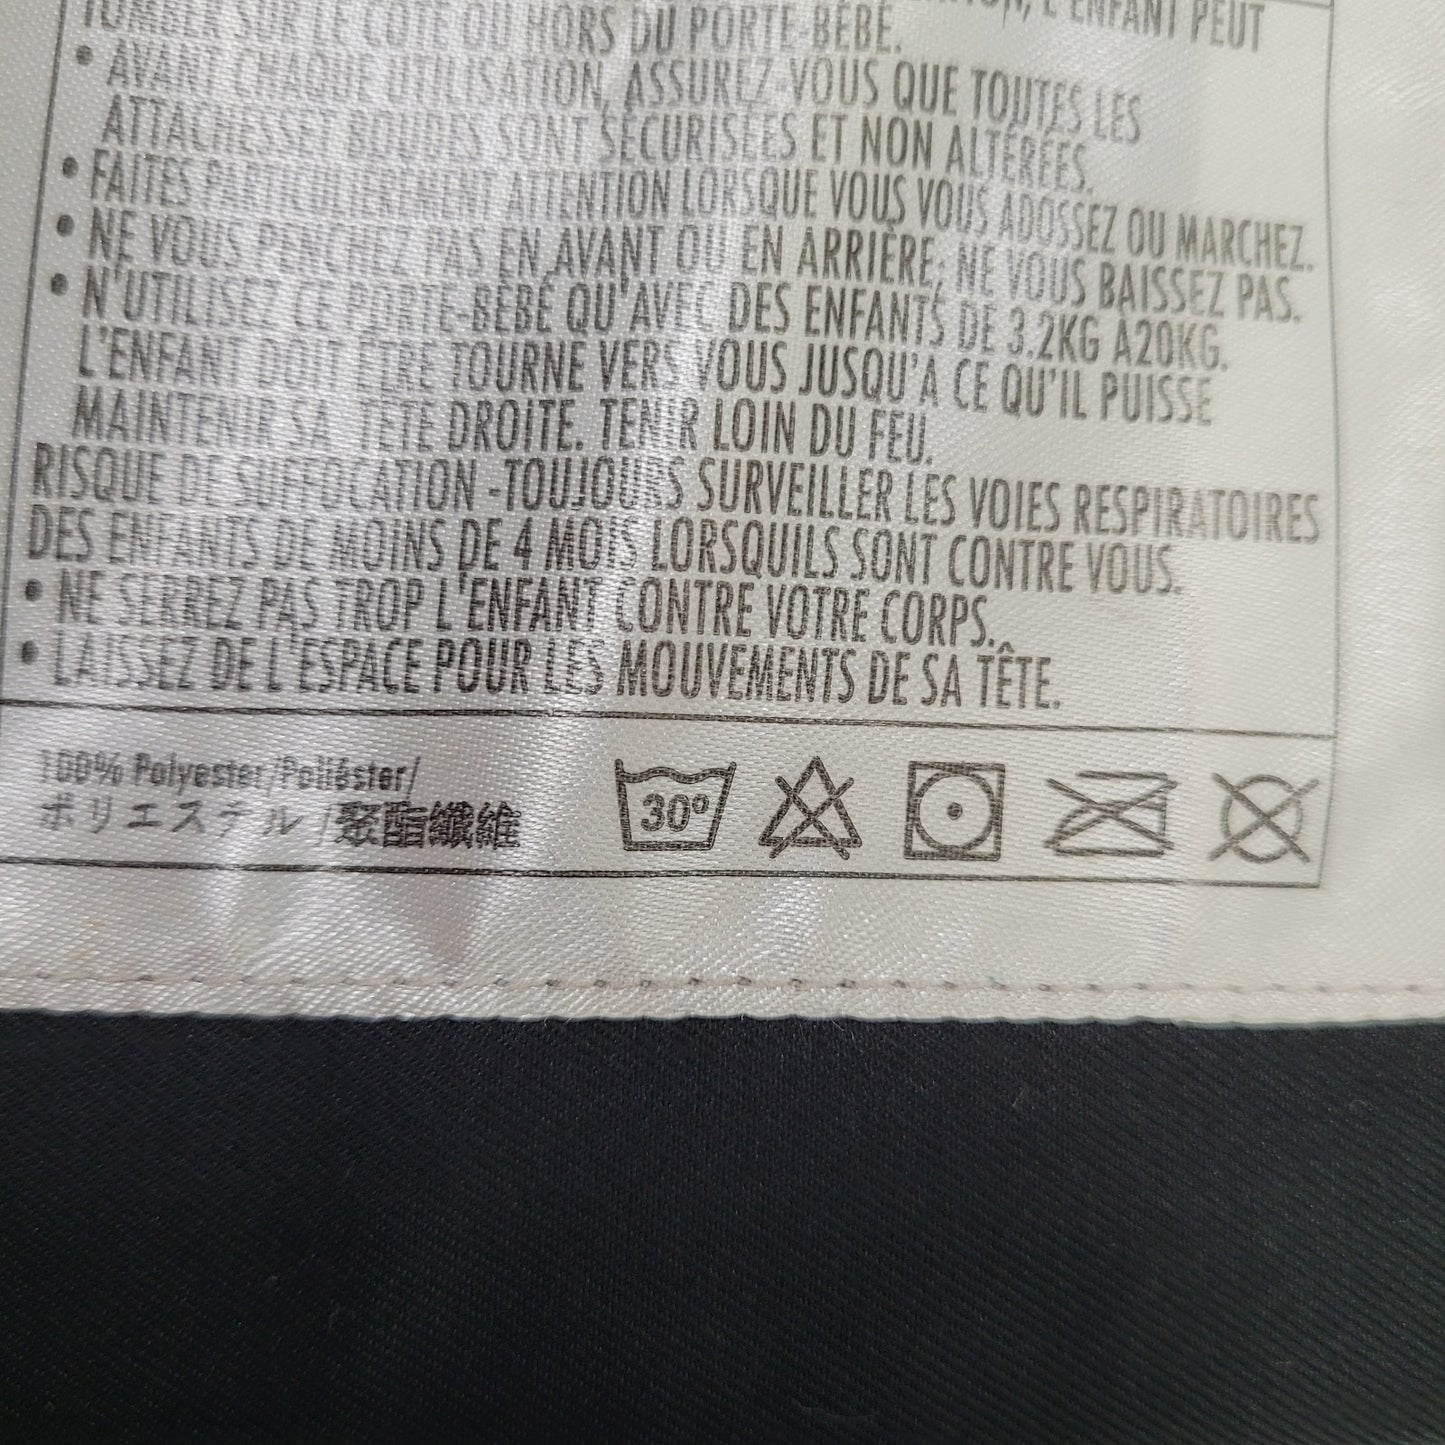 L'ENFANT PEUT
TOMBER SUR LE CÔTÉ OU HORS DU PORTE-BÉBÉ.
• AVANT CHAQUE UTILISATION, ASSUREZ-VOUS QUE TOUTES LES
ATTACHESSET BOUDES SONT SÉCURISÉES ET NON ALTÉRÉES.
• FAITES PARTICULIEREMENT ATTENTION LORSQUE VOUS VOUS ADOSSEZ OU MARCHEZ.
• NE VOUS PENCHEZ PAS EN AVANT OU EN ARRIÈRE; NE VOUS BAISSEZ PAS.
• N'UTILISEZ CE PORTE-BÉBÉ QU'AVEC DES ENFANTS DE 3.2KG À20KG.
L'ENFANT DOIT ÊTRE TOURNÉ VERS VOUS JUSQU'À CE QU'IL PUISSE
MAINTENIR SA TÊTE DROITE. TENIR LOIN DU FEU.
RISQUE DE SUFFOCATION -TOUJOURS SURVEILLER LES VOIES RESPIRATOIRES
DES ENFANTS DE MOINS DE 4 MOIS LORSQUILS SONT CONTRE VOUS.
• NE SERREZ PAS TROP L'ENFANT CONTRE VOTRE CORPS.
• LAISSEZ DE L'ESPACE POUR LES MOUVEMENTS DE SA TÊTE.
100% Polyester/Poliéster/
ポリエステル/聚酯纖維
30°